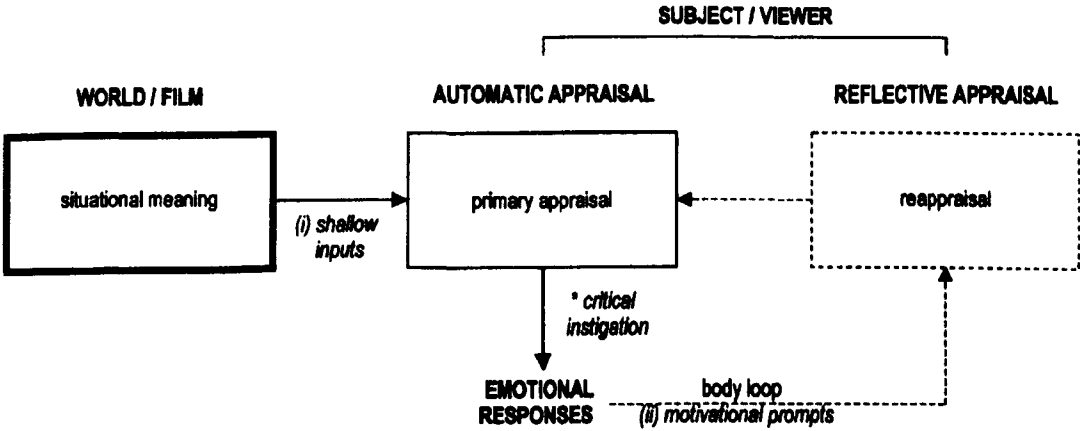 SUBJECT / VIEWER
WORLD / FILM
AUTOMATIC APPRAISAL
REFLECTIVE APPRAISAL
situational meaning
primary appraisal
reappraisal
(i) shallow
inputs
* critical
instigation
EMOTIONAL
RESPONSES
body loop
(ii) motivational prompts